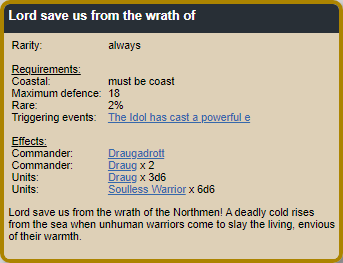 Lord save us from the wrath of
Rarity: always
Requirements:
Coastal: must be coast
Maximum defence: 18
Rare: 2%
Triggering events: The Idol has cast a powerful e
Effects:
Commander: Draugadrott
Commander: Draug x 2
Units: Draug x 3d6
Units: Soulless Warrior x 6d6
Lord save us from the wrath of the Northmen! A deadly cold rises
from the sea when unhuman warriors come to slay the living, envious
of their warmth.